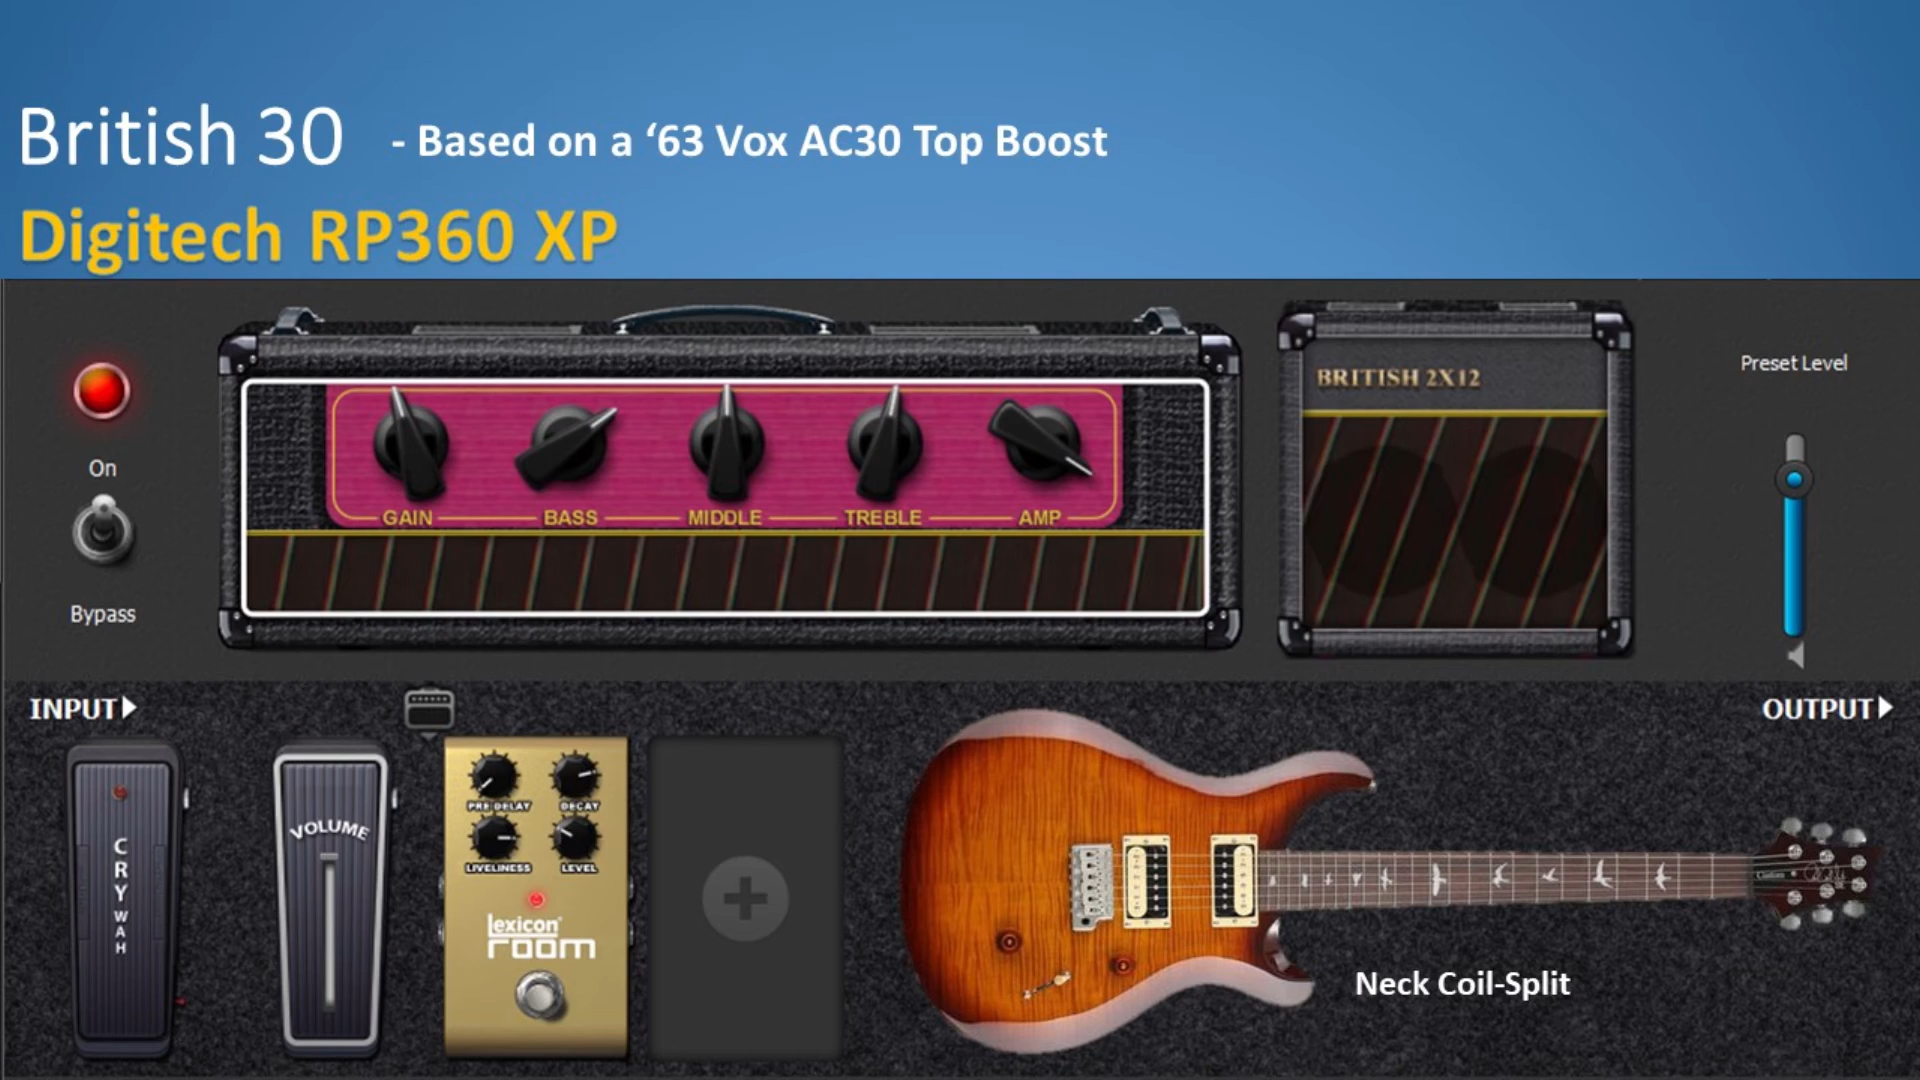 British 30 - Based on a ‘63 Vox AC30 Top Boost
Digitech RP360 XP
On
Bypass
GAIN BASS MIDDLE TREBLE AMP
BRITISH 2X12
Preset Level
INPUT
OUTPUT
CRY WAH
VOLUME
PRE DELAY DECAY
LIVELINESS LEVEL
lexicon
room
Custom
Neck Coil-Split